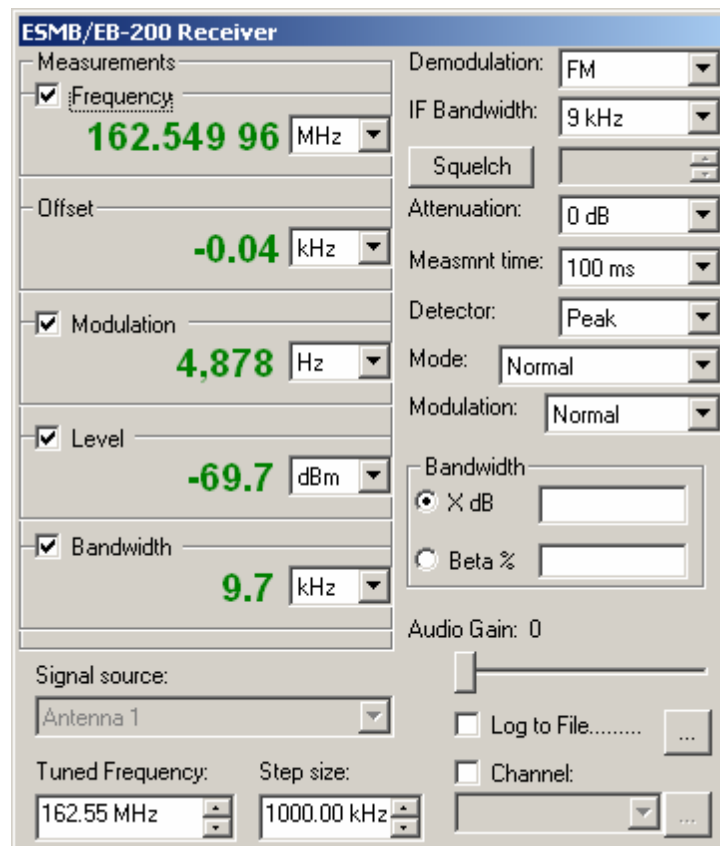 ESMB/EB-200 Receiver
Measurements
Frequency
162.549 96 MHz
Offset
-0.04 kHz
Modulation
4,878 Hz
Level
-69.7 dBm
Bandwidth
9.7 kHz
Signal source:
Antenna 1
Tuned Frequency:
162.55 MHz
Step size:
1000.00 kHz
Demodulation: FM
IF Bandwidth: 9 kHz
Squelch
Attenuation: 0 dB
Measmnt time: 100 ms
Detector: Peak
Mode: Normal
Modulation: Normal
Bandwidth
X dB
Beta %
Audio Gain: 0
Log to File......... ...
Channel:
...